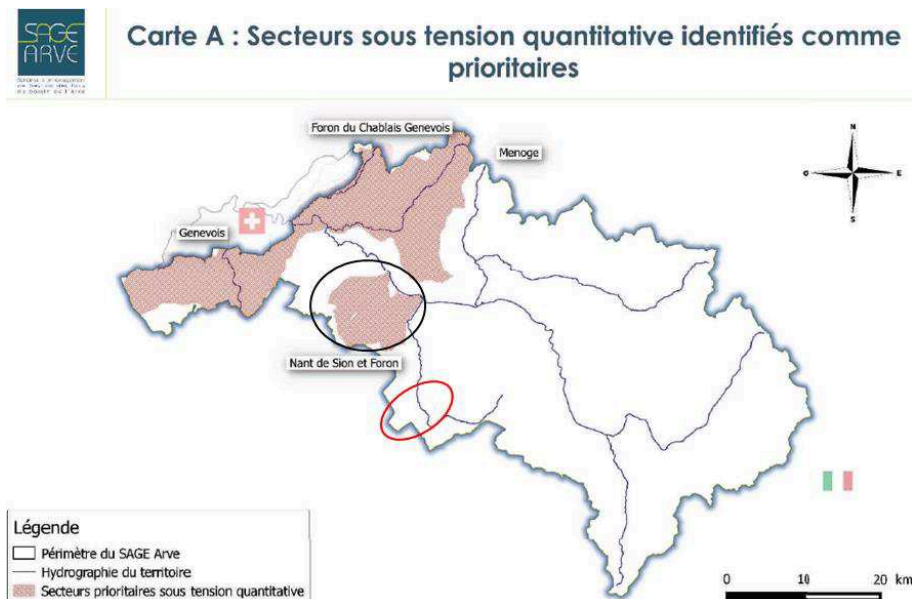 SAGE
ARVE
Carte A : Secteurs sous tension quantitative identifiés comme
prioritaires
Foron du Chablais Genevois
Menoge
Genevois
Nant de Sion et Foron
N
O
E
S
Légende
Périmètre du SAGE Arve
Hydrographie du territoire
Secteurs prioritaires sous tension quantitative
0 10 20 km